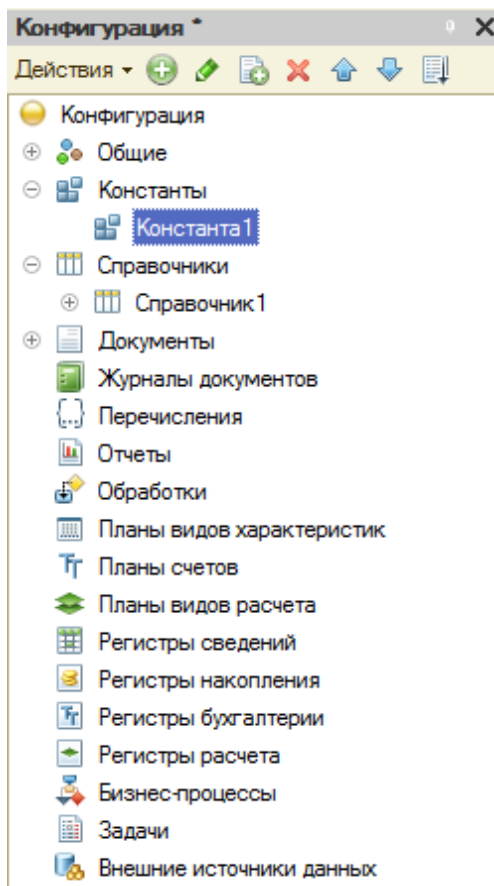 Конфигурация *
Действия
Конфигурация
Общие
Константы
Константа1
Справочники
Справочник1
Документы
Журналы документов
Перечисления
Отчеты
Обработки
Планы видов характеристик
Планы счетов
Планы видов расчета
Регистры сведений
Регистры накопления
Регистры бухгалтерии
Регистры расчета
Бизнес-процессы
Задачи
Внешние источники данных